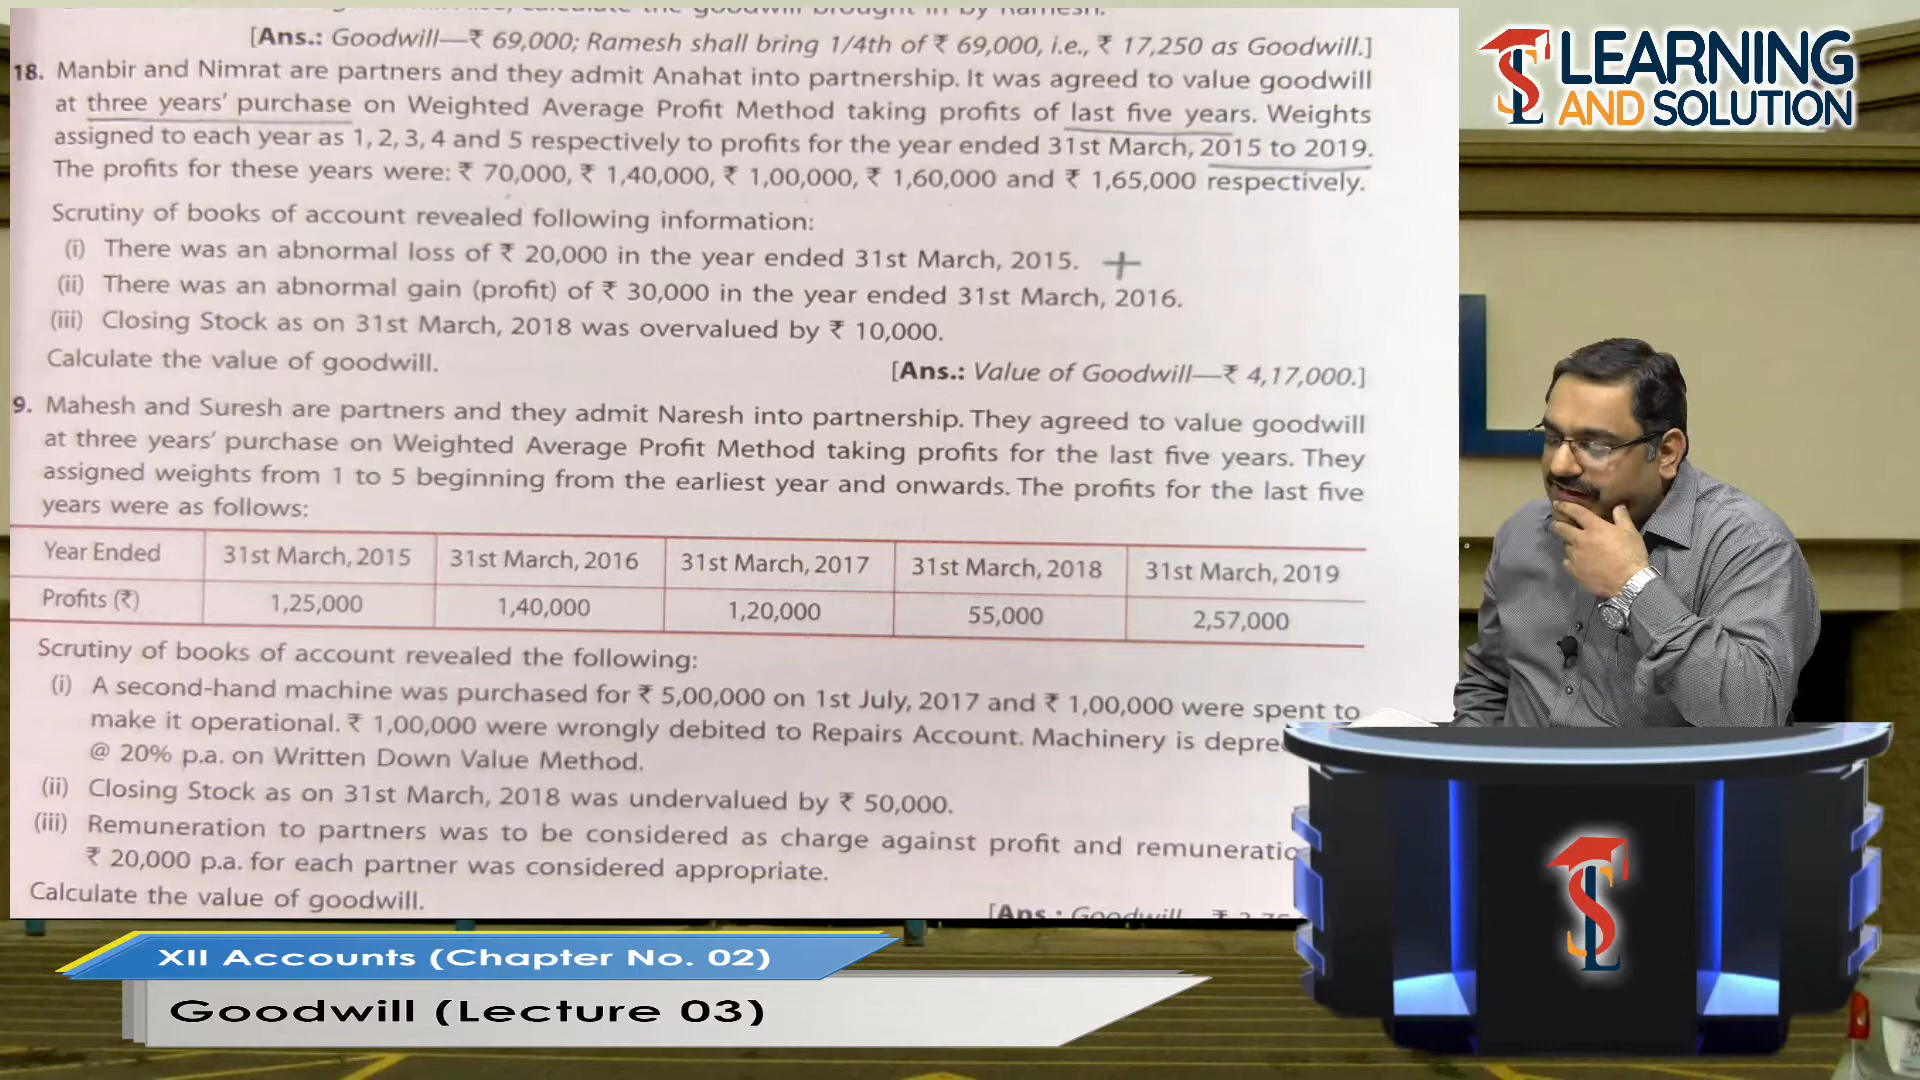 [Ans.: Goodwill—₹ 69,000; Ramesh shall bring 1/4th of ₹ 69,000, i.e., ₹ 17,250 as Goodwill.]
18. Manbir and Nimrat are partners and they admit Anahat into partnership. It was agreed to value goodwill
at three years' purchase on Weighted Average Profit Method taking profits of last five years. Weights
assigned to each year as 1, 2, 3, 4 and 5 respectively to profits for the year ended 31st March, 2015 to 2019.
The profits for these years were: ₹ 70,000, ₹ 1,40,000, ₹ 1,00,000, ₹ 1,60,000 and ₹ 1,65,000 respectively.
Scrutiny of books of account revealed following information:
(i) There was an abnormal loss of ₹ 20,000 in the year ended 31st March, 2015. +
(ii) There was an abnormal gain (profit) of ₹ 30,000 in the year ended 31st March, 2016.
(iii) Closing Stock as on 31st March, 2018 was overvalued by ₹ 10,000.
Calculate the value of goodwill. [Ans.: Value of Goodwill—₹ 4,17,000.]
9. Mahesh and Suresh are partners and they admit Naresh into partnership. They agreed to value goodwill
at three years' purchase on Weighted Average Profit Method taking profits for the last five years. They
assigned weights from 1 to 5 beginning from the earliest year and onwards. The profits for the last five
years were as follows:
Year Ended 31st March, 2015 31st March, 2016 31st March, 2017 31st March, 2018 31st March, 2019
Profits (₹) 1,25,000 1,40,000 1,20,000 55,000 2,57,000
Scrutiny of books of account revealed the following:
(i) A second-hand machine was purchased for ₹ 5,00,000 on 1st July, 2017 and ₹ 1,00,000 were spent to
make it operational. ₹ 1,00,000 were wrongly debited to Repairs Account. Machinery is depre
@ 20% p.a. on Written Down Value Method.
(ii) Closing Stock as on 31st March, 2018 was undervalued by ₹ 50,000.
(iii) Remuneration to partners was to be considered as charge against profit and remuneratio
₹ 20,000 p.a. for each partner was considered appropriate.
Calculate the value of goodwill.
[Ans.: Goodwill
LEARNING
AND SOLUTION
XII Accounts (Chapter No. 02)
Goodwill (Lecture 03)